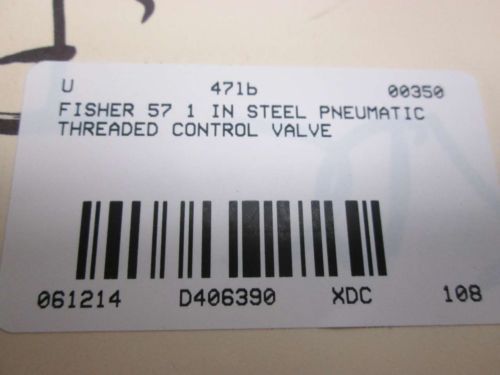 U 471b 00350
FISHER 57 1 IN STEEL PNEUMATIC
THREADED CONTROL VALVE
061214 D406390 XDC 108